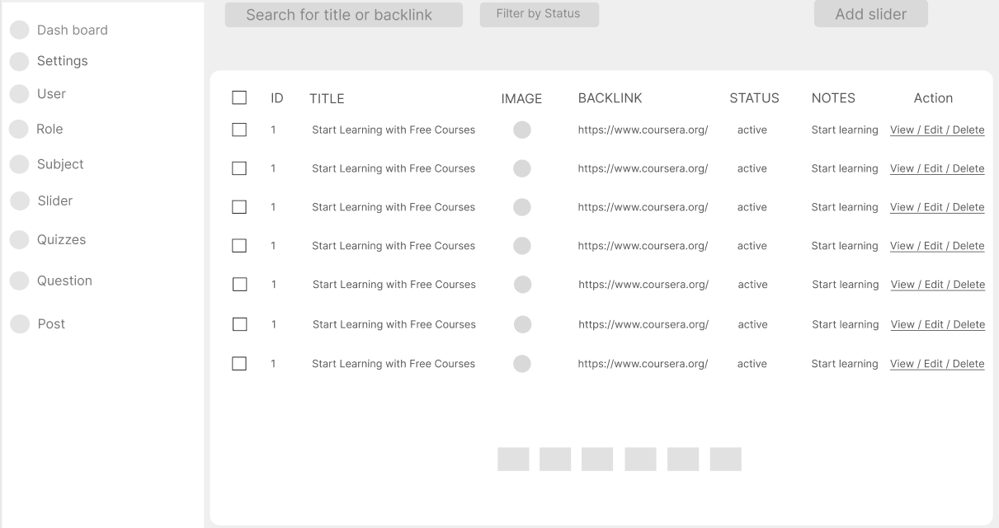 Search for title or backlink
Filter by Status
Add slider
Dash board
Settings
User
Role
Subject
Slider
Quizzes
Question
Post
ID TITLE IMAGE BACKLINK STATUS NOTES Action
1 Start Learning with Free Courses https://www.coursera.org/ active Start learning View / Edit / Delete
1 Start Learning with Free Courses https://www.coursera.org/ active Start learning View / Edit / Delete
1 Start Learning with Free Courses https://www.coursera.org/ active Start learning View / Edit / Delete
1 Start Learning with Free Courses https://www.coursera.org/ active Start learning View / Edit / Delete
1 Start Learning with Free Courses https://www.coursera.org/ active Start learning View / Edit / Delete
1 Start Learning with Free Courses https://www.coursera.org/ active Start learning View / Edit / Delete
1 Start Learning with Free Courses https://www.coursera.org/ active Start learning View / Edit / Delete